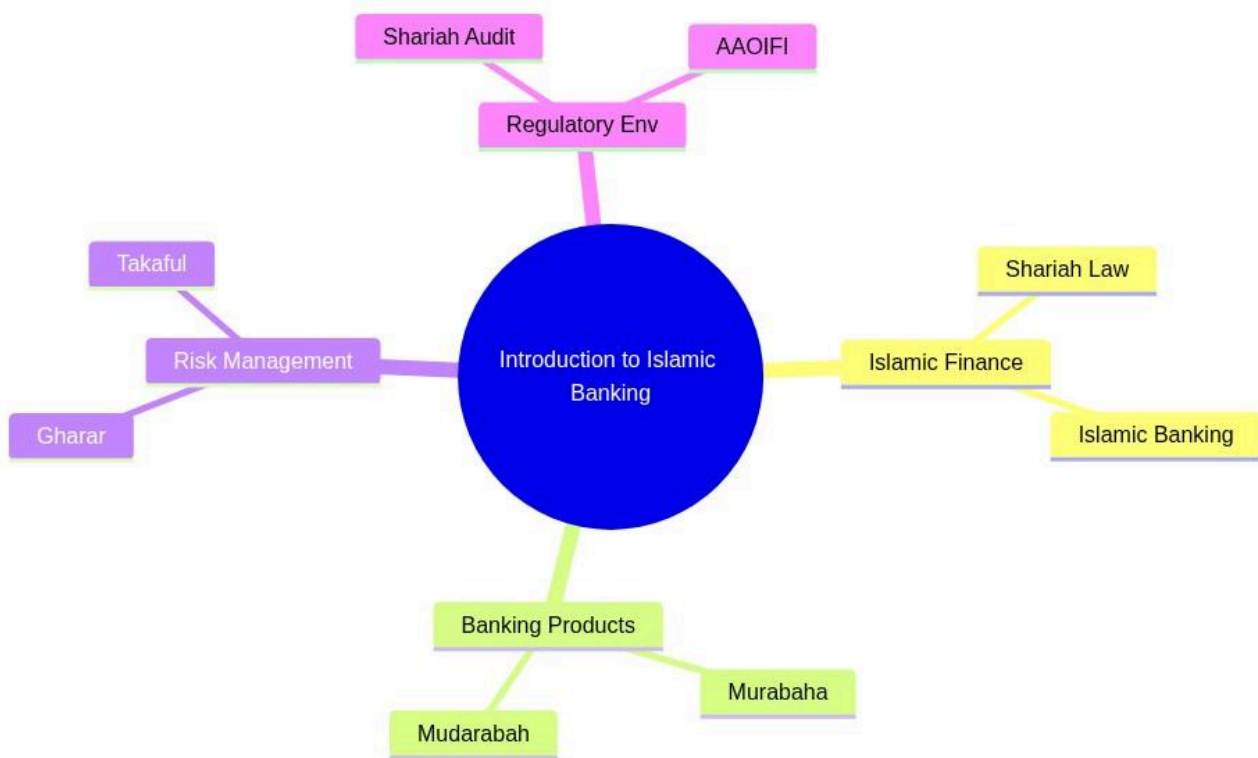 Shariah Audit
AAOIFI
Regulatory Env
Takaful
Shariah Law
Risk Management
Introduction to Islamic
Banking
Islamic Finance
Gharar
Islamic Banking
Banking Products
Murabaha
Mudarabah